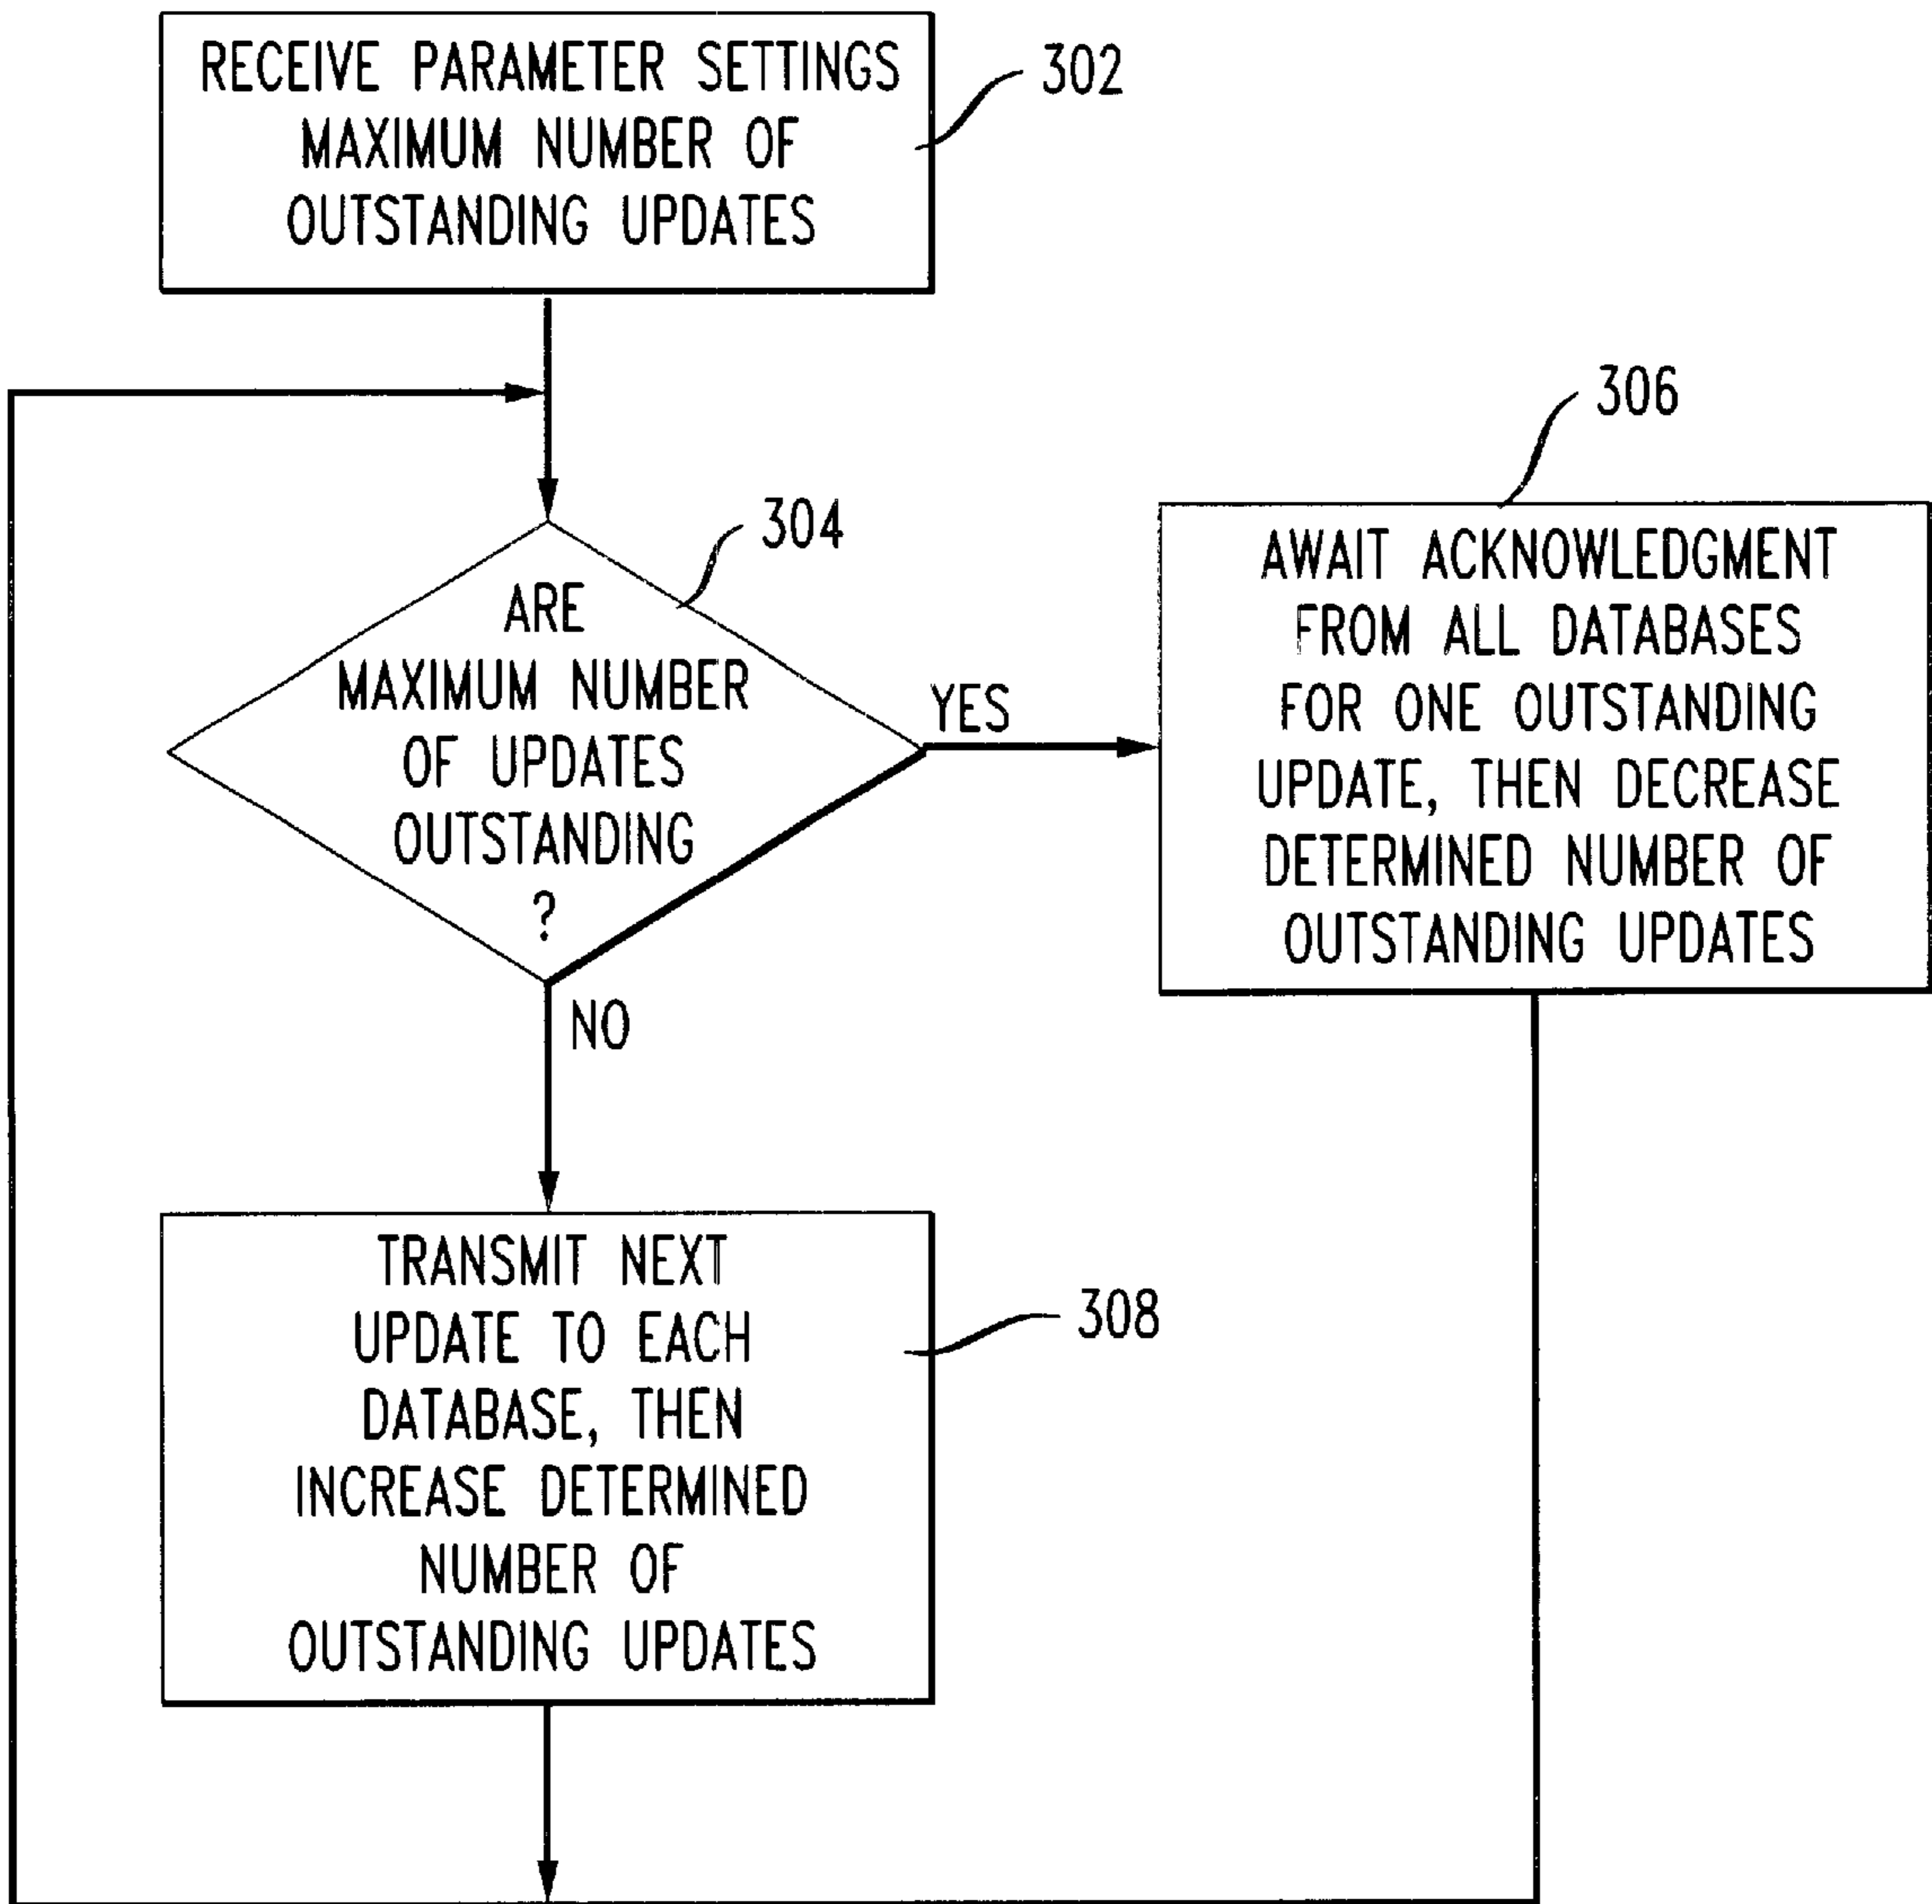 RECEIVE PARAMETER SETTINGS
MAXIMUM NUMBER OF
OUTSTANDING UPDATES
302
304
ARE
MAXIMUM NUMBER
OF UPDATES
OUTSTANDING
?
YES
306
AWAIT ACKNOWLEDGMENT
FROM ALL DATABASES
FOR ONE OUTSTANDING
UPDATE, THEN DECREASE
DETERMINED NUMBER OF
OUTSTANDING UPDATES
NO
TRANSMIT NEXT
UPDATE TO EACH
DATABASE, THEN
INCREASE DETERMINED
NUMBER OF
OUTSTANDING UPDATES
308